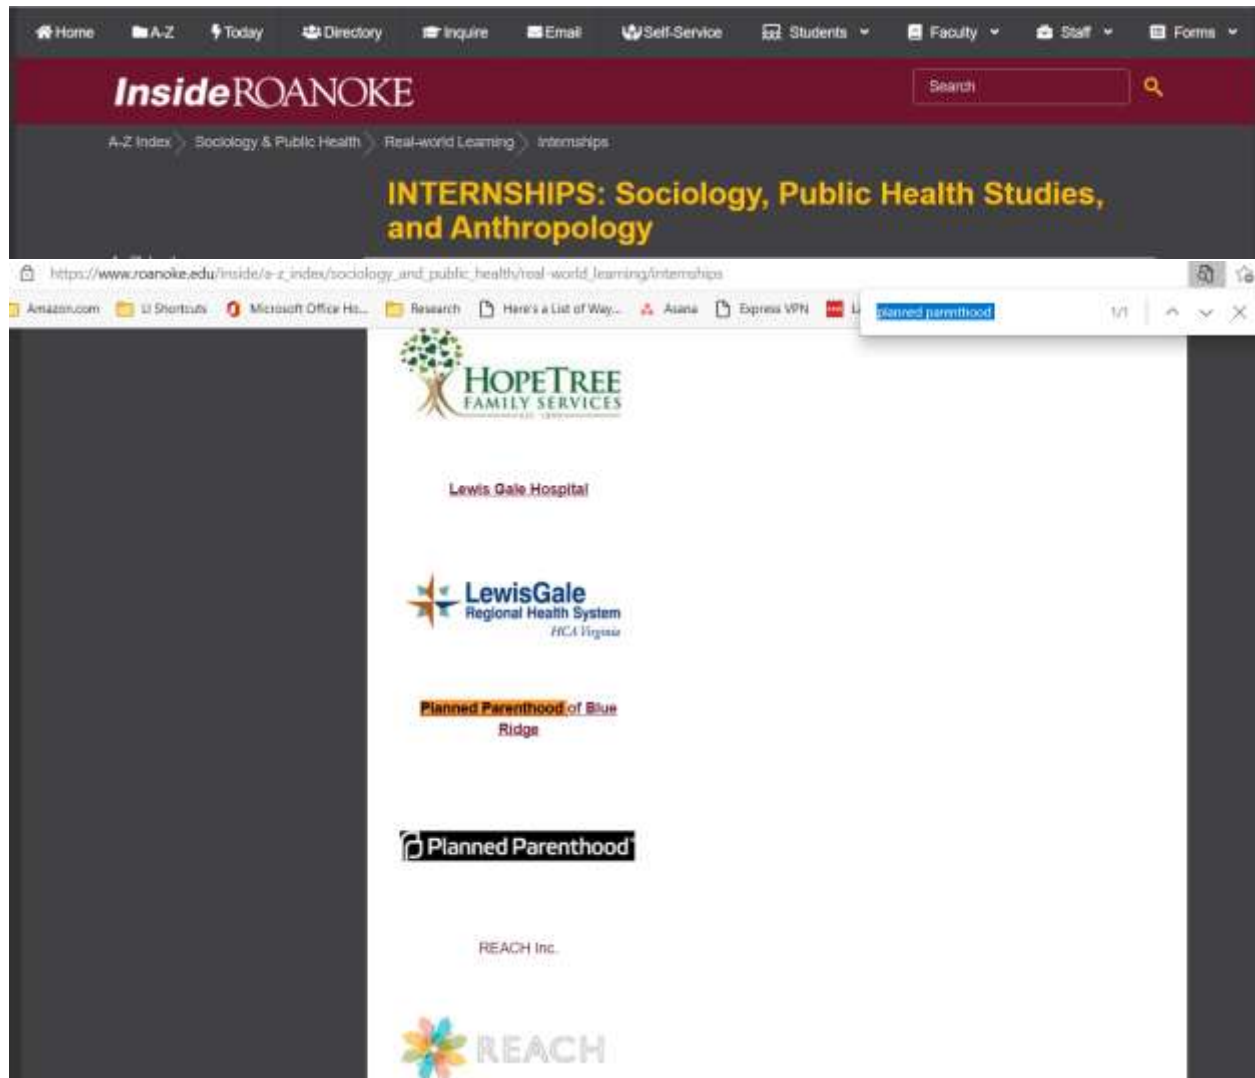 Home A-Z Today Directory Inquire Email Self-Service Students Faculty Staff Forms
InsideROANOKE Search
A-Z Index Sociology & Public Health Real-world Learning Internships
INTERNSHIPS: Sociology, Public Health Studies,
and Anthropology
https://www.roanoke.edu/inside/a-z_index/sociology_and_public_health/real-world_learning/internships
Amazon.com LI Shortcuts Microsoft Office Ho... Research Here's a List of Way... Asana Express VPN planned parenthood 1/1
HOPETREE
FAMILY SERVICES
Lewis Gale Hospital
LewisGale
Regional Health System
HCA Virginia
Planned Parenthood of Blue
Ridge
Planned Parenthood
REACH Inc.
REACH